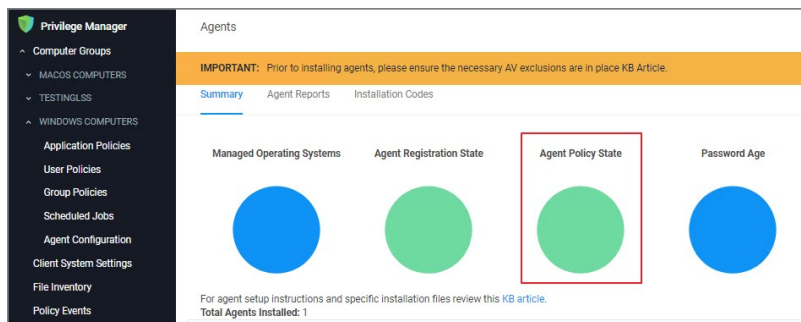 Privilege Manager
Computer Groups
MACOS COMPUTERS
TESTINGLSS
WINDOWS COMPUTERS
Application Policies
User Policies
Group Policies
Scheduled Jobs
Agent Configuration
Client System Settings
File Inventory
Policy Events
Agents
IMPORTANT: Prior to installing agents, please ensure the necessary AV exclusions are in place KB Article.
Summary Agent Reports Installation Codes
Managed Operating Systems Agent Registration State Agent Policy State Password Age
For agent setup instructions and specific installation files review this KB article.
Total Agents Installed: 1